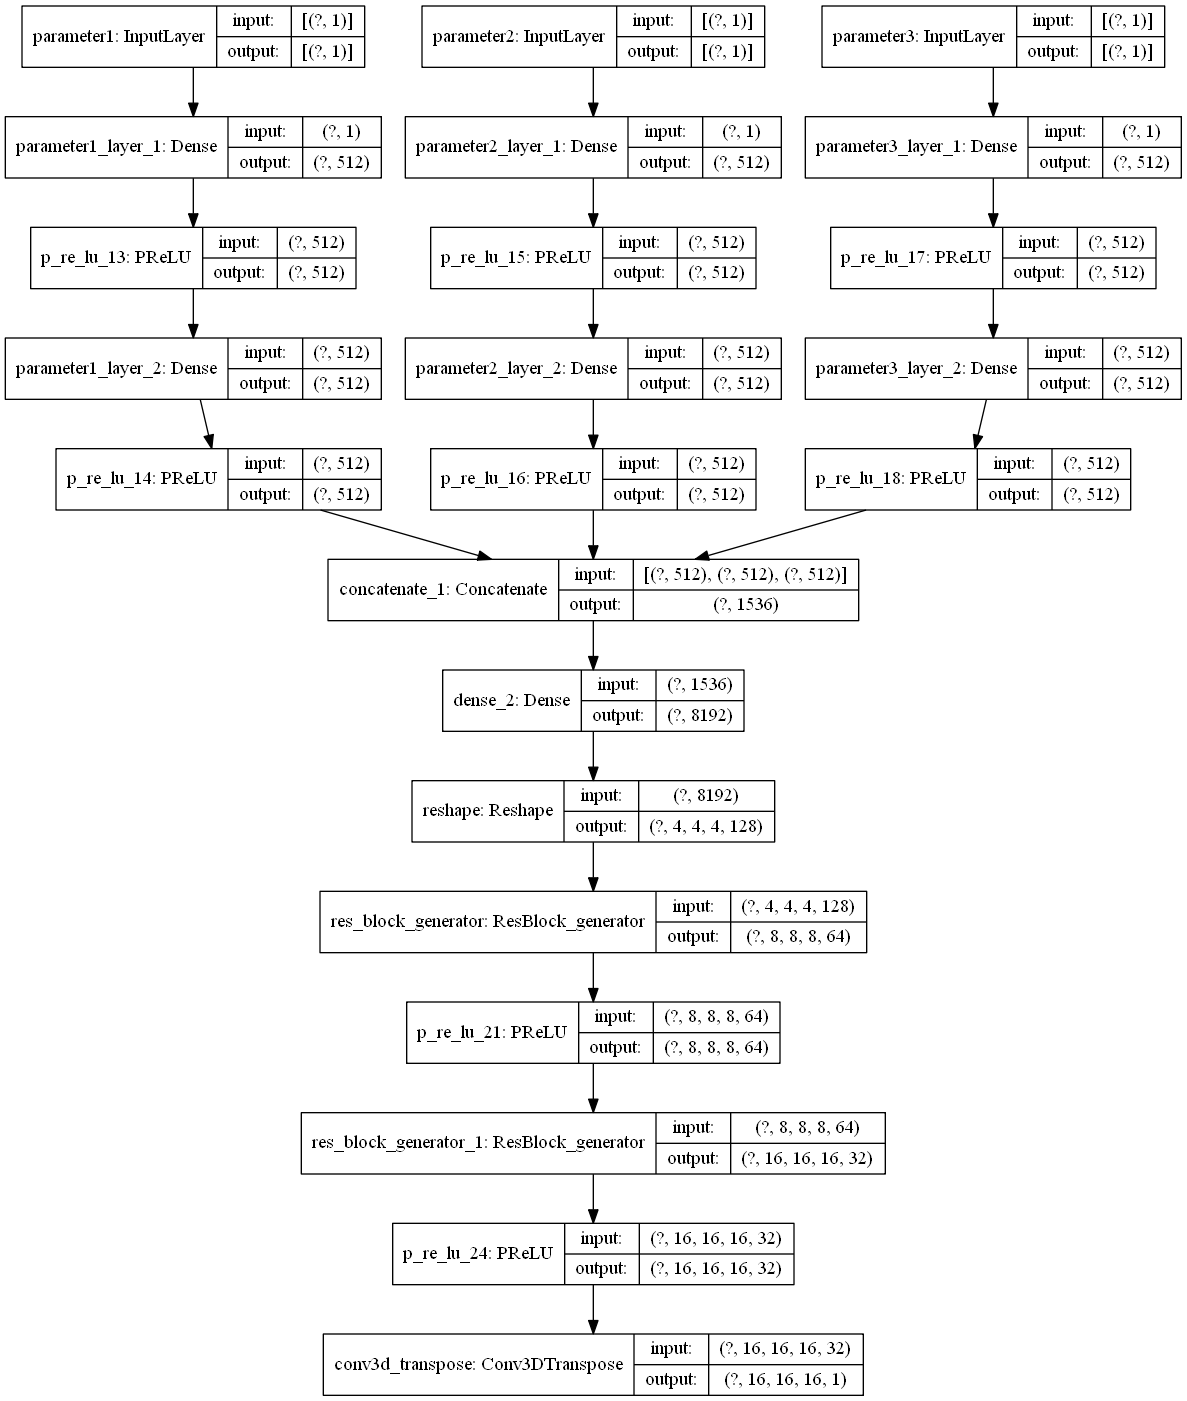 parameter1: InputLayer input: [(?, 1)]
output: [(?, 1)]
parameter2: InputLayer input: [(?, 1)]
output: [(?, 1)]
parameter3: InputLayer input: [(?, 1)]
output: [(?, 1)]
parameter1_layer_1: Dense input: (?, 1)
output: (?, 512)
parameter2_layer_1: Dense input: (?, 1)
output: (?, 512)
parameter3_layer_1: Dense input: (?, 1)
output: (?, 512)
p_re_lu_13: PReLU input: (?, 512)
output: (?, 512)
p_re_lu_15: PReLU input: (?, 512)
output: (?, 512)
p_re_lu_17: PReLU input: (?, 512)
output: (?, 512)
parameter1_layer_2: Dense input: (?, 512)
output: (?, 512)
parameter2_layer_2: Dense input: (?, 512)
output: (?, 512)
parameter3_layer_2: Dense input: (?, 512)
output: (?, 512)
p_re_lu_14: PReLU input: (?, 512)
output: (?, 512)
p_re_lu_16: PReLU input: (?, 512)
output: (?, 512)
p_re_lu_18: PReLU input: (?, 512)
output: (?, 512)
concatenate_1: Concatenate input: [(?, 512), (?, 512), (?, 512)]
output: (?, 1536)
dense_2: Dense input: (?, 1536)
output: (?, 8192)
reshape: Reshape input: (?, 8192)
output: (?, 4, 4, 4, 128)
res_block_generator: ResBlock_generator input: (?, 4, 4, 4, 128)
output: (?, 8, 8, 8, 64)
p_re_lu_21: PReLU input: (?, 8, 8, 8, 64)
output: (?, 8, 8, 8, 64)
res_block_generator_1: ResBlock_generator input: (?, 8, 8, 8, 64)
output: (?, 16, 16, 16, 32)
p_re_lu_24: PReLU input: (?, 16, 16, 16, 32)
output: (?, 16, 16, 16, 32)
conv3d_transpose: Conv3DTranspose input: (?, 16, 16, 16, 32)
output: (?, 16, 16, 16, 1)